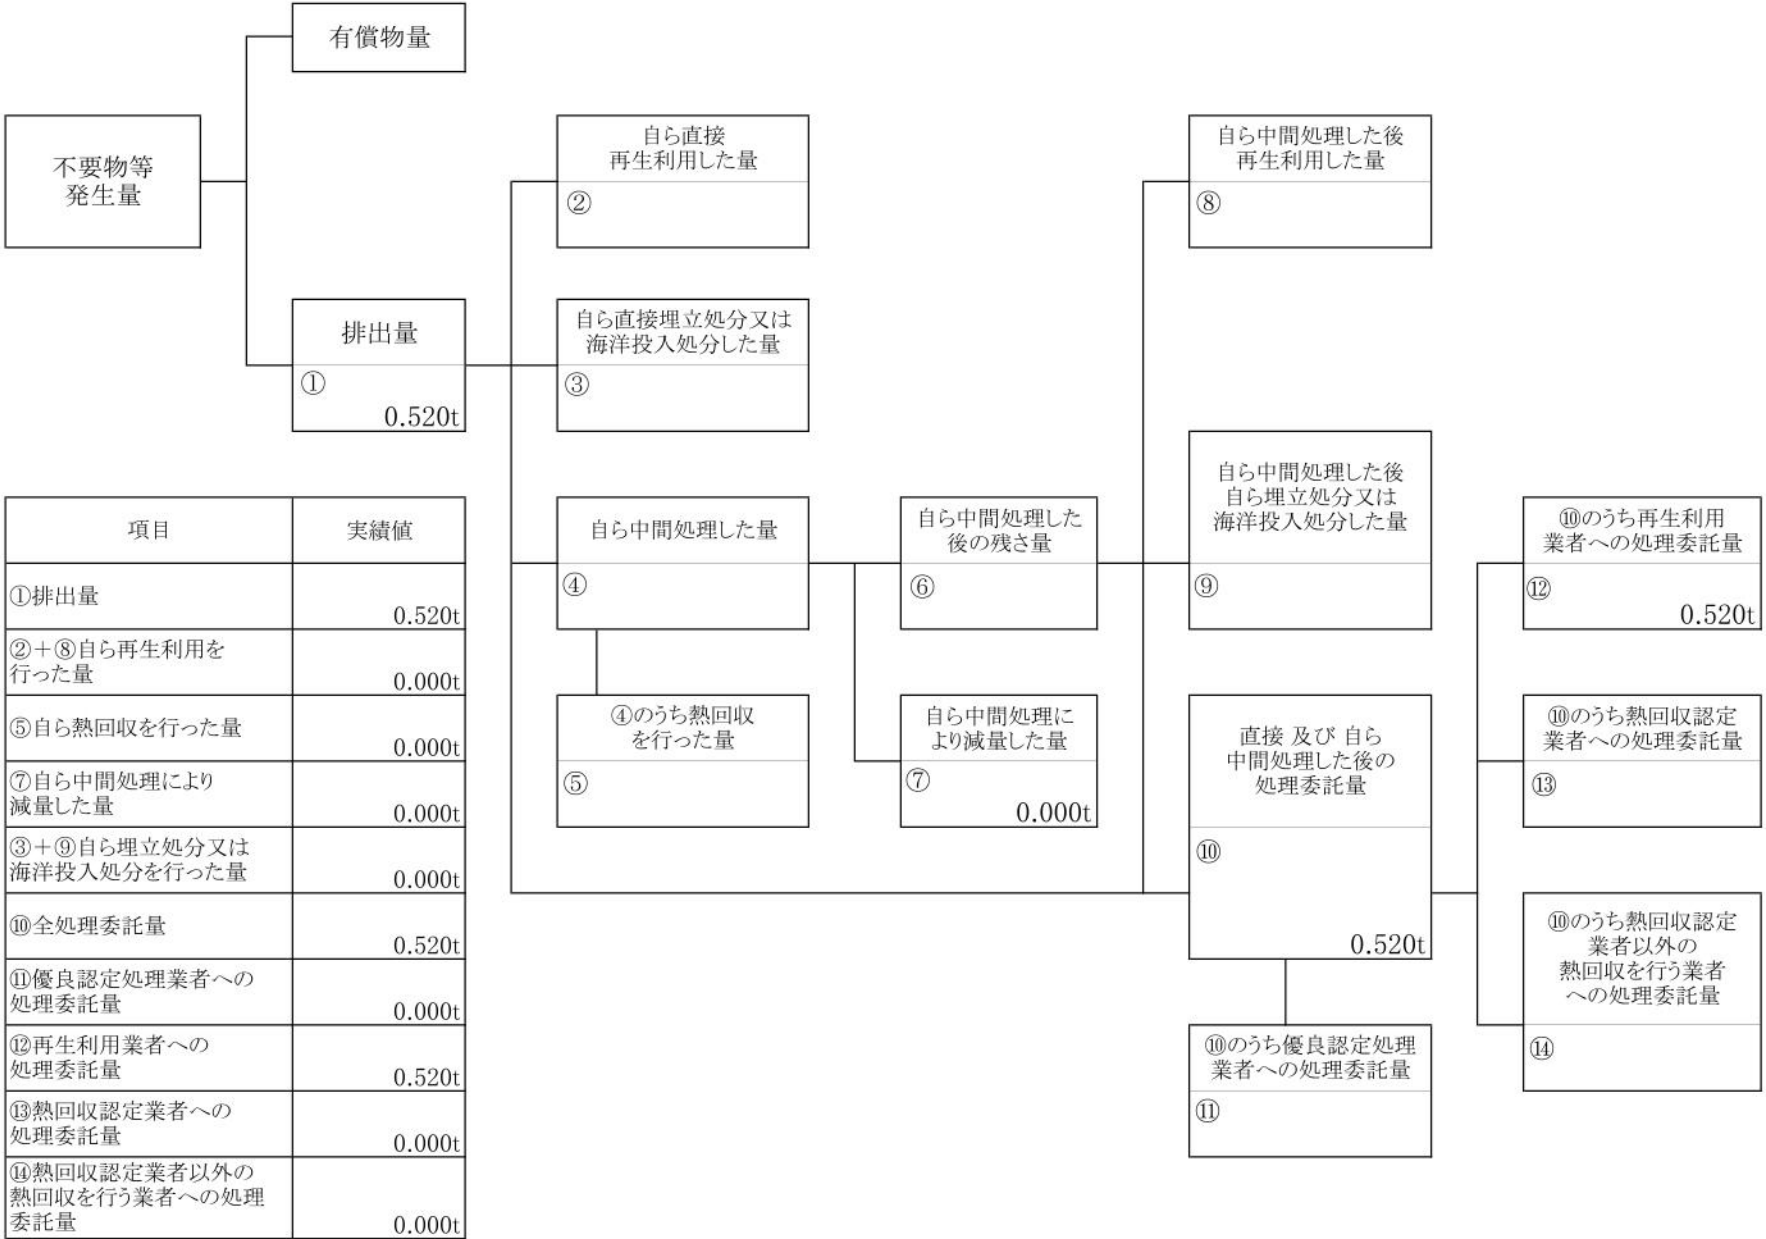 有償物量
不要物等
発生量
自ら直接
再生利用した量
②
自ら中間処理した後
再生利用した量
⑧
排出量
①
0.520t
自ら直接埋立処分又は
海洋投入処分した量
③
自ら中間処理した量
④
自ら中間処理した
後の残さ量
⑥
自ら中間処理した後
自ら埋立処分又は
海洋投入処分した量
⑨
⑩のうち再生利用
業者への処理委託量
⑫
0.520t
④のうち熱回収
を行った量
⑤
自ら中間処理に
より減量した量
⑦
0.000t
直接 及び 自ら
中間処理した後の
処理委託量
⑩
0.520t
⑩のうち熱回収認定
業者への処理委託量
⑬
⑩のうち熱回収認定
業者以外の
熱回収を行う業者
への処理委託量
⑭
⑩のうち優良認定処理
業者への処理委託量
⑪
項目 実績値
①排出量
0.520t
②＋⑧自ら再生利用を
行った量
0.000t
⑤自ら熱回収を行った量
0.000t
⑦自ら中間処理により
減量した量
0.000t
③＋⑨自ら埋立処分又は
海洋投入処分を行った量
0.000t
⑩全処理委託量
0.520t
⑪優良認定処理業者への
処理委託量
0.000t
⑫再生利用業者への
処理委託量
0.520t
⑬熱回収認定業者への
処理委託量
0.000t
⑭熱回収認定業者以外の
熱回収を行う業者への処理
委託量
0.000t